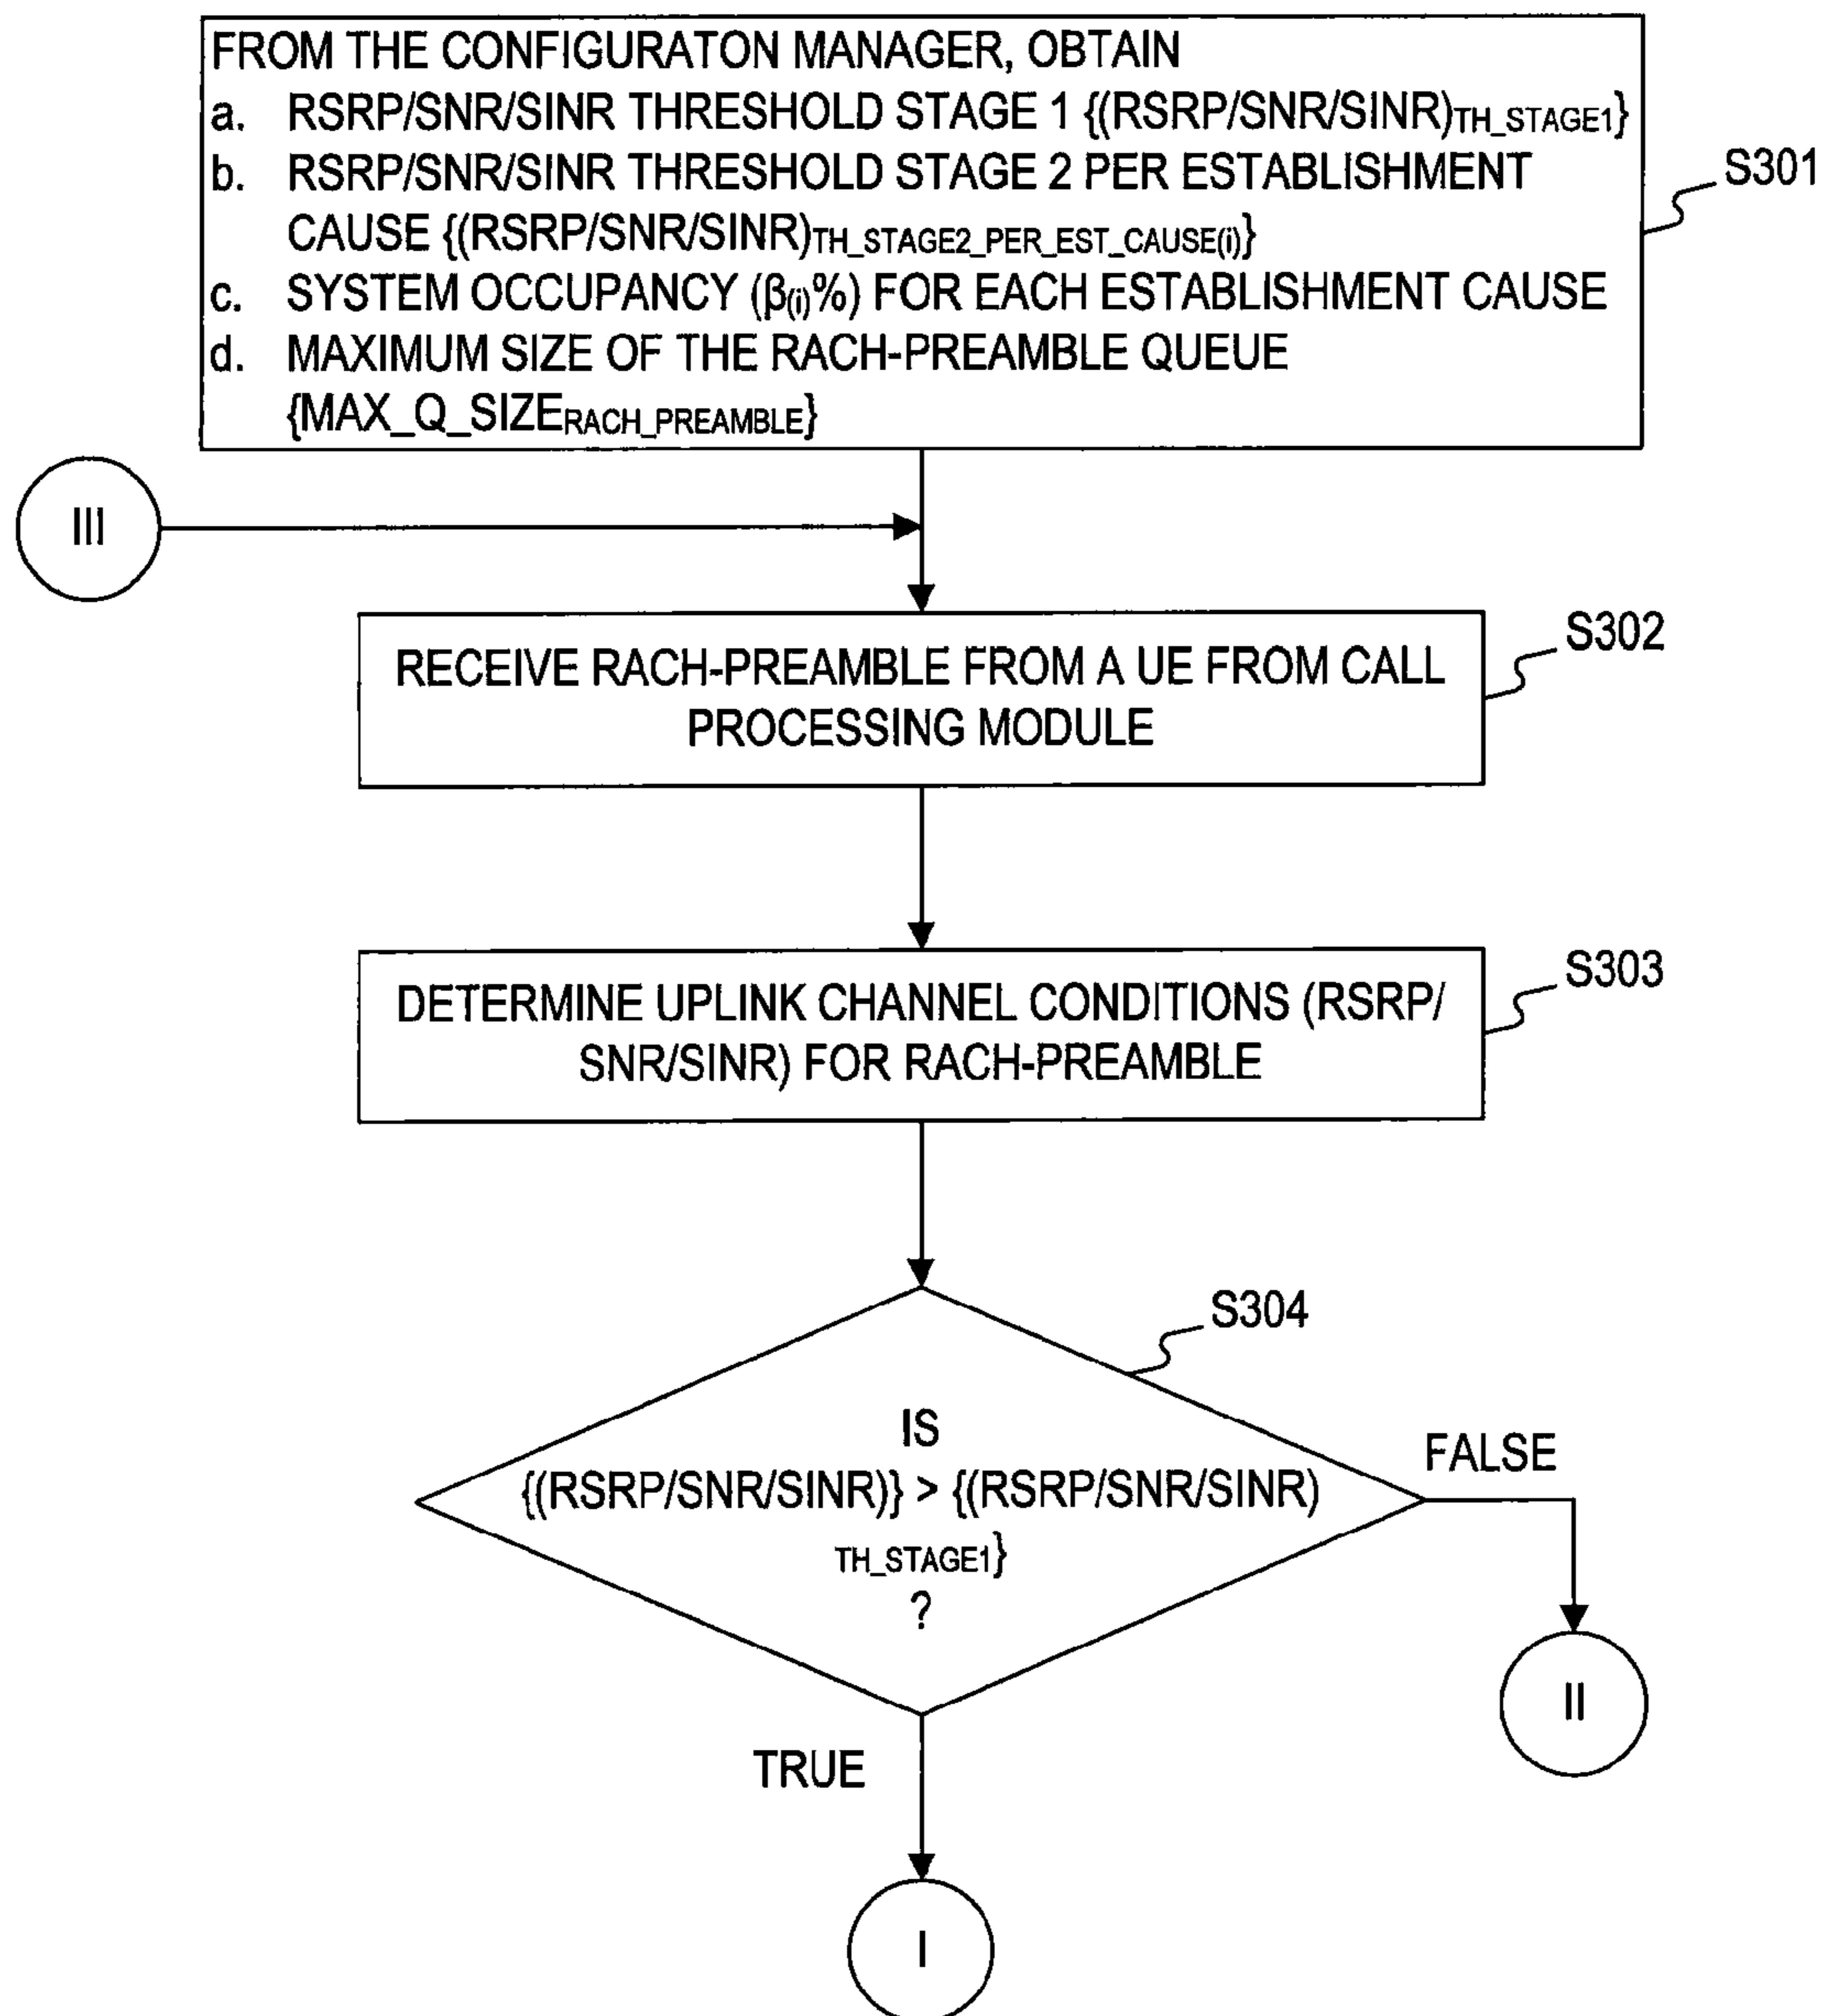 FROM THE CONFIGURATON MANAGER, OBTAIN
a. RSRP/SNR/SINR THRESHOLD STAGE 1 {(RSRP/SNR/SINR)TH_STAGE1}
b. RSRP/SNR/SINR THRESHOLD STAGE 2 PER ESTABLISHMENT
CAUSE {(RSRP/SNR/SINR)TH_STAGE2_PER_EST_CAUSE(i)}
c. SYSTEM OCCUPANCY (β(i)%) FOR EACH ESTABLISHMENT CAUSE
d. MAXIMUM SIZE OF THE RACH-PREAMBLE QUEUE
{MAX_Q_SIZERACH_PREAMBLE}
S301
III
RECEIVE RACH-PREAMBLE FROM A UE FROM CALL
PROCESSING MODULE
S302
DETERMINE UPLINK CHANNEL CONDITIONS (RSRP/
SNR/SINR) FOR RACH-PREAMBLE
S303
S304
IS
{(RSRP/SNR/SINR)} > {(RSRP/SNR/SINR)
TH_STAGE1}
?
FALSE
II
TRUE
I